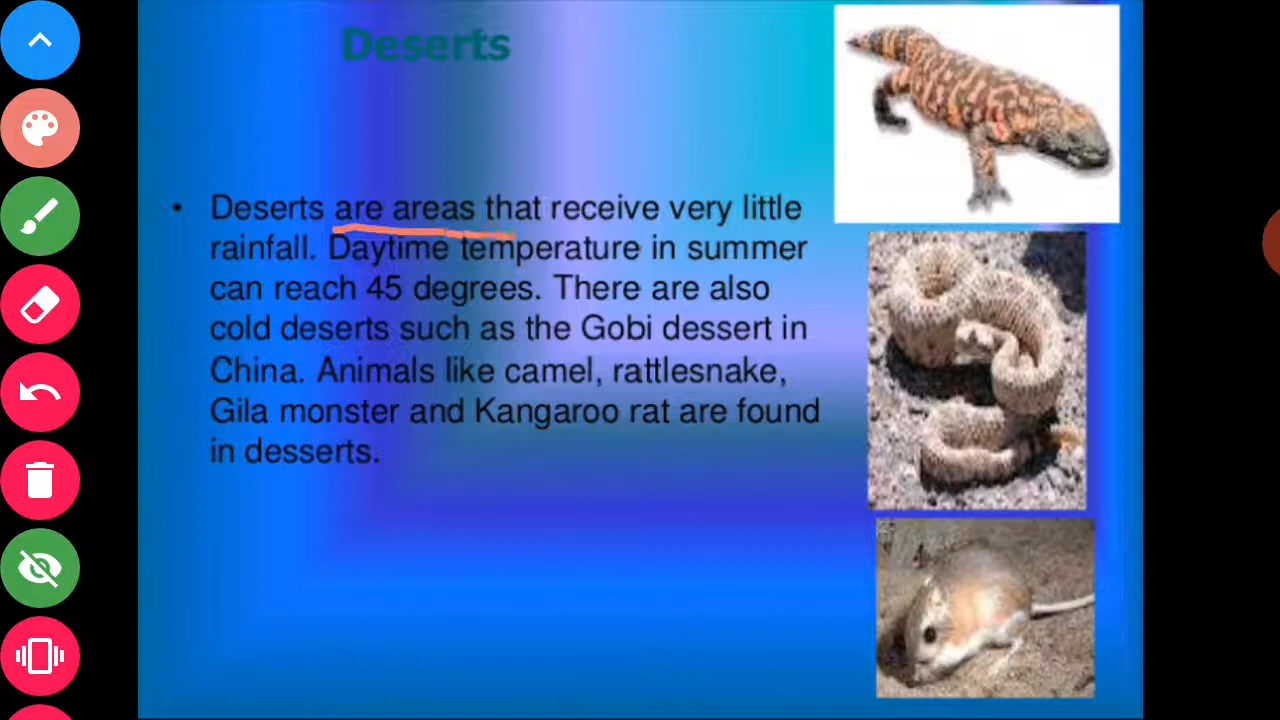 Deserts
• Deserts are areas that receive very little
rainfall. Daytime temperature in summer
can reach 45 degrees. There are also
cold deserts such as the Gobi dessert in
China. Animals like camel, rattlesnake,
Gila monster and Kangaroo rat are found
in desserts.